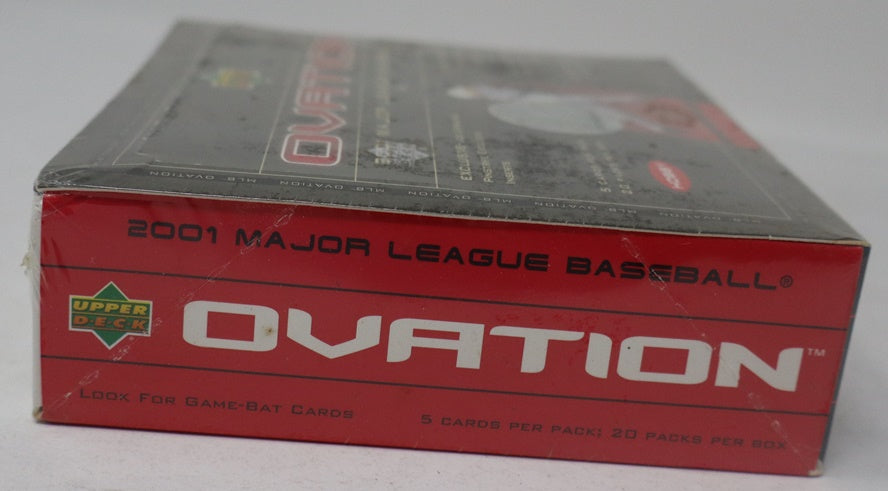 OVATION
MLB OVATION MLB OVATION MLB OVATION MLB OVATION
2001 MAJOR LEAGUE BASEBALL®
UPPER
D·E·C·K
OVATION™
LOOK FOR GAME-BAT CARDS
5 CARDS PER PACK; 20 PACKS PER BOX